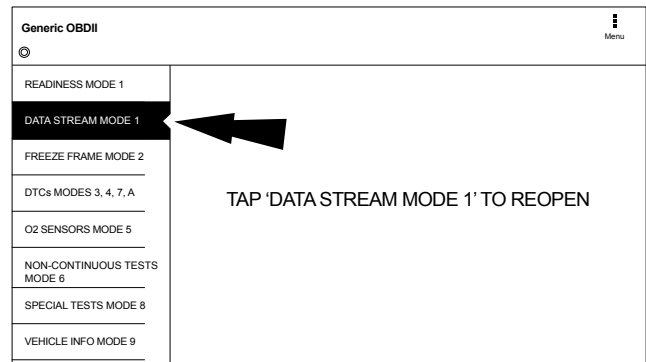 Generic OBDII
Menu
READINESS MODE 1
DATA STREAM MODE 1
FREEZE FRAME MODE 2
DTCs MODES 3, 4, 7, A
TAP ‘DATA STREAM MODE 1’ TO REOPEN
O2 SENSORS MODE 5
NON-CONTINUOUS TESTS
MODE 6
SPECIAL TESTS MODE 8
VEHICLE INFO MODE 9